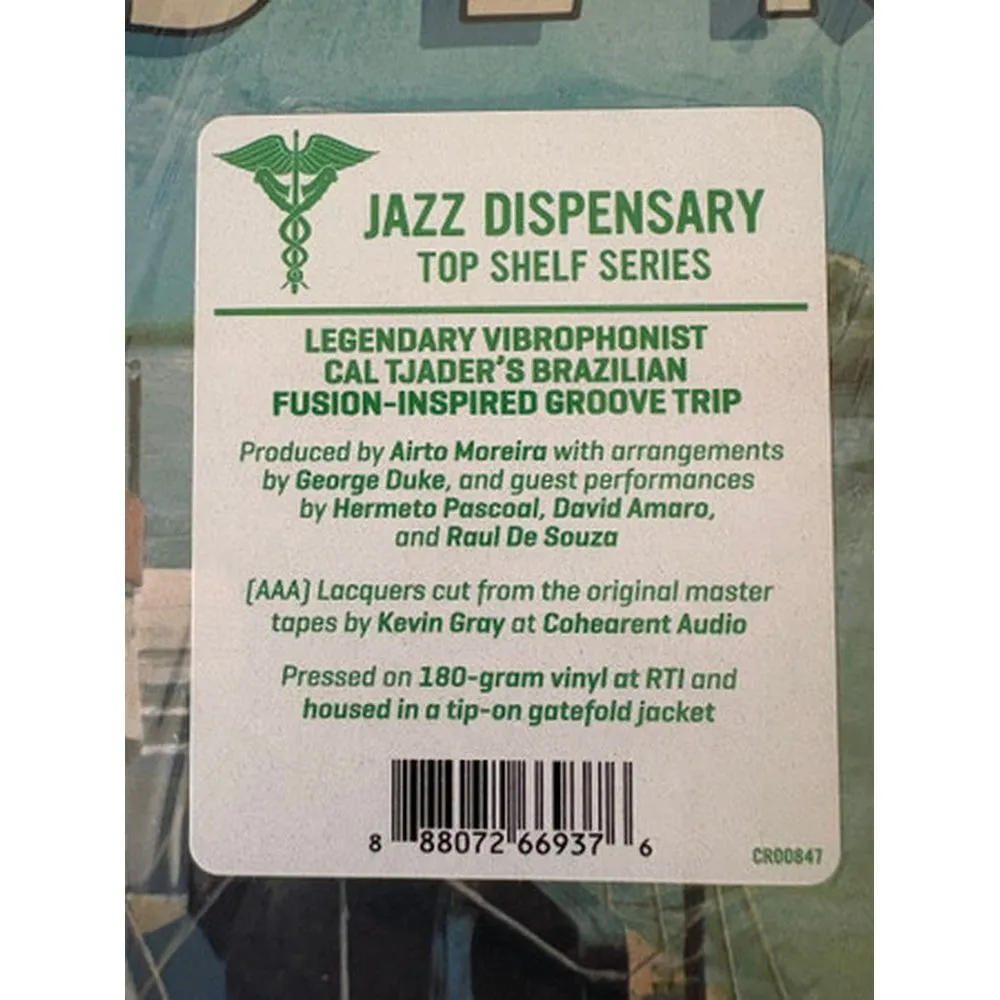 JAZZ DISPENSARY
TOP SHELF SERIES
LEGENDARY VIBROPHONIST
CAL TJADER'S BRAZILIAN
FUSION-INSPIRED GROOVE TRIP
Produced by Airto Moreira with arrangements
by George Duke, and guest performances
by Hermeto Pascoal, David Amaro,
and Raul De Souza
(AAA) Lacquers cut from the original master
tapes by Kevin Gray at Cohearent Audio
Pressed on 180-gram vinyl at RTI and
housed in a tip-on gatefold jacket
8 88072 66937 6
CR00847